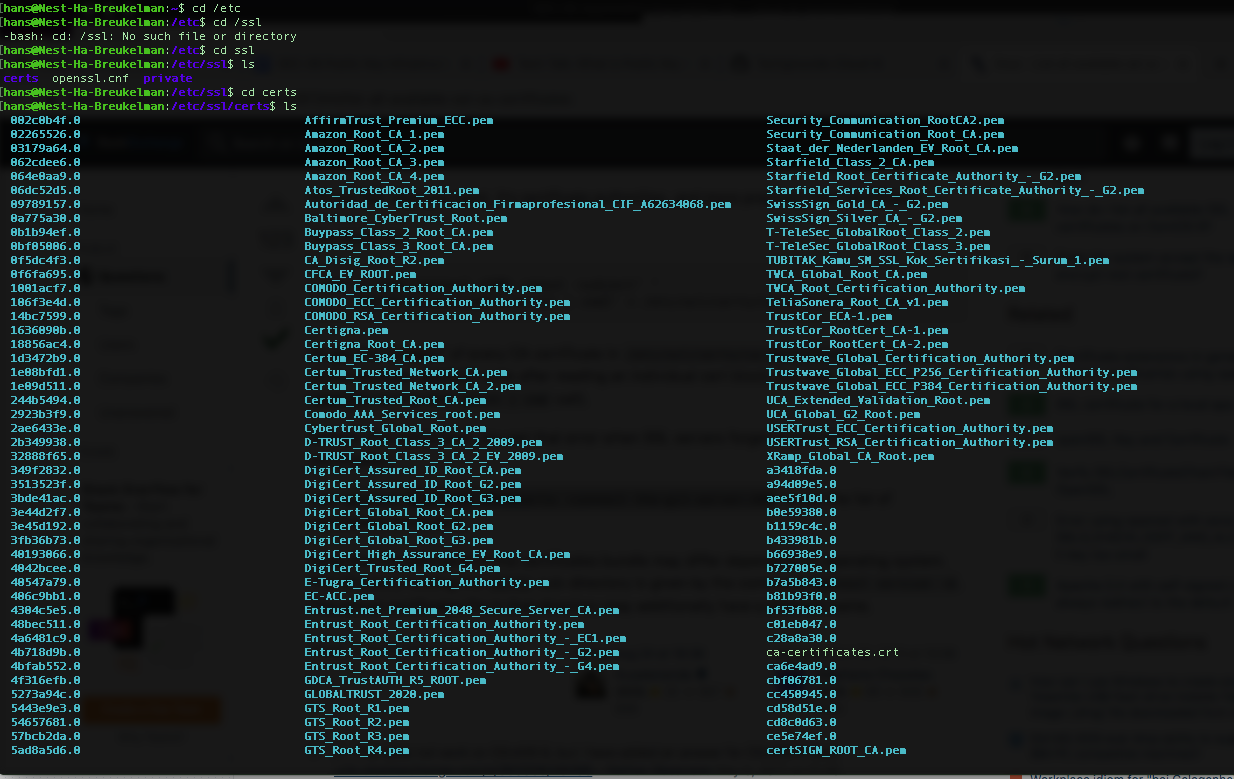 [hans@Nest-Ha-Breukelman:~$ cd /etc
[hans@Nest-Ha-Breukelman:/etc$ cd /ssl
-bash: cd: /ssl: No such file or directory
[hans@Nest-Ha-Breukelman:/etc$ cd ssl
[hans@Nest-Ha-Breukelman:/etc/ssl$ ls
certs openssl.cnf private
[hans@Nest-Ha-Breukelman:/etc/ssl$ cd certs
[hans@Nest-Ha-Breukelman:/etc/ssl/certs$ ls
002c0b4f.0 AffirmTrust_Premium_ECC.pem Security_Communication_RootCA2.pem
02265526.0 Amazon_Root_CA_1.pem Security_Communication_Root_CA.pem
03179a64.0 Amazon_Root_CA_2.pem Staat_der_Nederlanden_EV_Root_CA.pem
062cdee6.0 Amazon_Root_CA_3.pem Starfield_Class_2_CA.pem
064e0aa9.0 Amazon_Root_CA_4.pem Starfield_Root_Certificate_Authority_-_G2.pem
06dc52d5.0 Atos_TrustedRoot_2011.pem Starfield_Services_Root_Certificate_Authority_-_G2.pem
09789157.0 Autoridad_de_Certificacion_Firmaprofesional_CIF_A62634068.pem SwissSign_Gold_CA_-_G2.pem
0a775a30.0 Baltimore_CyberTrust_Root.pem SwissSign_Silver_CA_-_G2.pem
0b1b94ef.0 Buypass_Class_2_Root_CA.pem T-TeleSec_GlobalRoot_Class_2.pem
0bf05006.0 Buypass_Class_3_Root_CA.pem T-TeleSec_GlobalRoot_Class_3.pem
0f5dc4f3.0 CA_Disig_Root_R2.pem TUBITAK_Kamu_SM_SSL_Kok_Sertifikasi_-_Surum_1.pem
0f6fa695.0 CFCA_EV_ROOT.pem TWCA_Global_Root_CA.pem
1001acf7.0 COMODO_Certification_Authority.pem TWCA_Root_Certification_Authority.pem
106f3e4d.0 COMODO_ECC_Certification_Authority.pem TeliaSonera_Root_CA_v1.pem
14bc7599.0 COMODO_RSA_Certification_Authority.pem TrustCor_ECA-1.pem
1636090b.0 Certigna.pem TrustCor_RootCert_CA-1.pem
18856ac4.0 Certigna_Root_CA.pem TrustCor_RootCert_CA-2.pem
1d3472b9.0 Certum_EC-384_CA.pem Trustwave_Global_Certification_Authority.pem
1e08bfd1.0 Certum_Trusted_Network_CA.pem Trustwave_Global_ECC_P256_Certification_Authority.pem
1e09d511.0 Certum_Trusted_Network_CA_2.pem Trustwave_Global_ECC_P384_Certification_Authority.pem
244b5494.0 Certum_Trusted_Root_CA.pem UCA_Extended_Validation_Root.pem
2923b3f9.0 Comodo_AAA_Services_root.pem UCA_Global_G2_Root.pem
2ae6433e.0 Cybertrust_Global_Root.pem USERTrust_ECC_Certification_Authority.pem
2b349938.0 D-TRUST_Root_Class_3_CA_2_2009.pem USERTrust_RSA_Certification_Authority.pem
32888f65.0 D-TRUST_Root_Class_3_CA_2_EV_2009.pem XRamp_Global_CA_Root.pem
349f2832.0 DigiCert_Assured_ID_Root_CA.pem a3418fda.0
3513523f.0 DigiCert_Assured_ID_Root_G2.pem a94d09e5.0
3bde41ac.0 DigiCert_Assured_ID_Root_G3.pem aee5f10d.0
3e44d2f7.0 DigiCert_Global_Root_CA.pem b0e59380.0
3e45d192.0 DigiCert_Global_Root_G2.pem b1159c4c.0
3fb36b73.0 DigiCert_Global_Root_G3.pem b433981b.0
40193066.0 DigiCert_High_Assurance_EV_Root_CA.pem b66938e9.0
4042bcee.0 DigiCert_Trusted_Root_G4.pem b727005e.0
40547a79.0 E-Tugra_Certification_Authority.pem b7a5b843.0
406c9bb1.0 EC-ACC.pem b81b93f0.0
4304c5e5.0 Entrust.net_Premium_2048_Secure_Server_CA.pem bf53fb88.0
48bec511.0 Entrust_Root_Certification_Authority.pem c01eb047.0
4a6481c9.0 Entrust_Root_Certification_Authority_-_EC1.pem c28a8a30.0
4b718d9b.0 Entrust_Root_Certification_Authority_-_G2.pem ca-certificates.crt
4bfab552.0 Entrust_Root_Certification_Authority_-_G4.pem ca6e4ad9.0
4f316efb.0 GDCA_TrustAUTH_R5_ROOT.pem cbf06781.0
5273a94c.0 GLOBALTRUST_2020.pem cc450945.0
5443e9e3.0 GTS_Root_R1.pem cd58d51e.0
54657681.0 GTS_Root_R2.pem cd8c0d63.0
57bcb2da.0 GTS_Root_R3.pem ce5e74ef.0
5ad8a5d6.0 GTS_Root_R4.pem certSIGN_ROOT_CA.pem